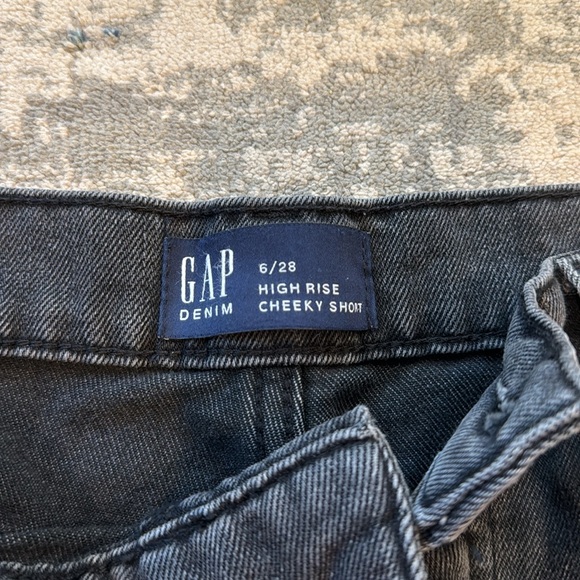 GAP
DENIM
6/28
HIGH RISE
CHEEKY SHORT